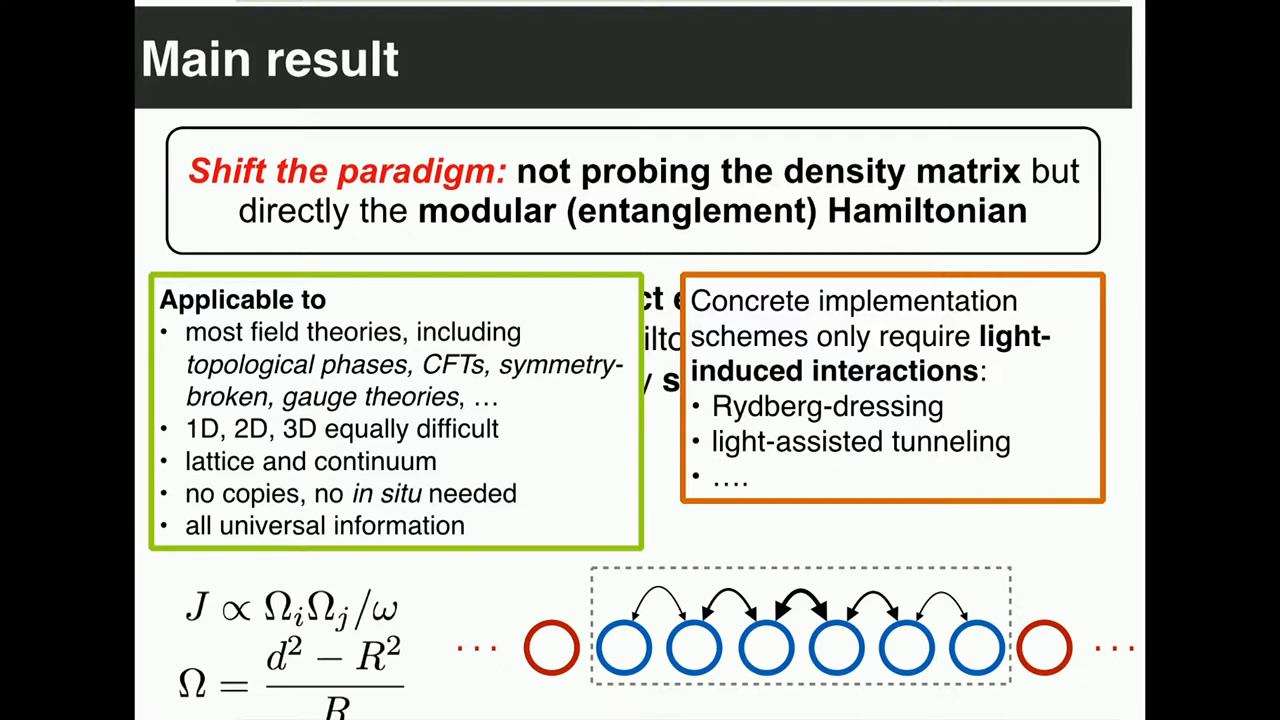 Main result
Shift the paradigm: not probing the density matrix but
directly the modular (entanglement) Hamiltonian
Applicable to
• most field theories, including
topological phases, CFTs, symmetry-
broken, gauge theories, …
• 1D, 2D, 3D equally difficult
• lattice and continuum
• no copies, no in situ needed
• all universal information
Concrete implementation
schemes only require light-
induced interactions:
• Rydberg-dressing
• light-assisted tunneling
• ….
J ∝ Ω_iΩ_j/ω
Ω = (d² − R²)/R
··· ···